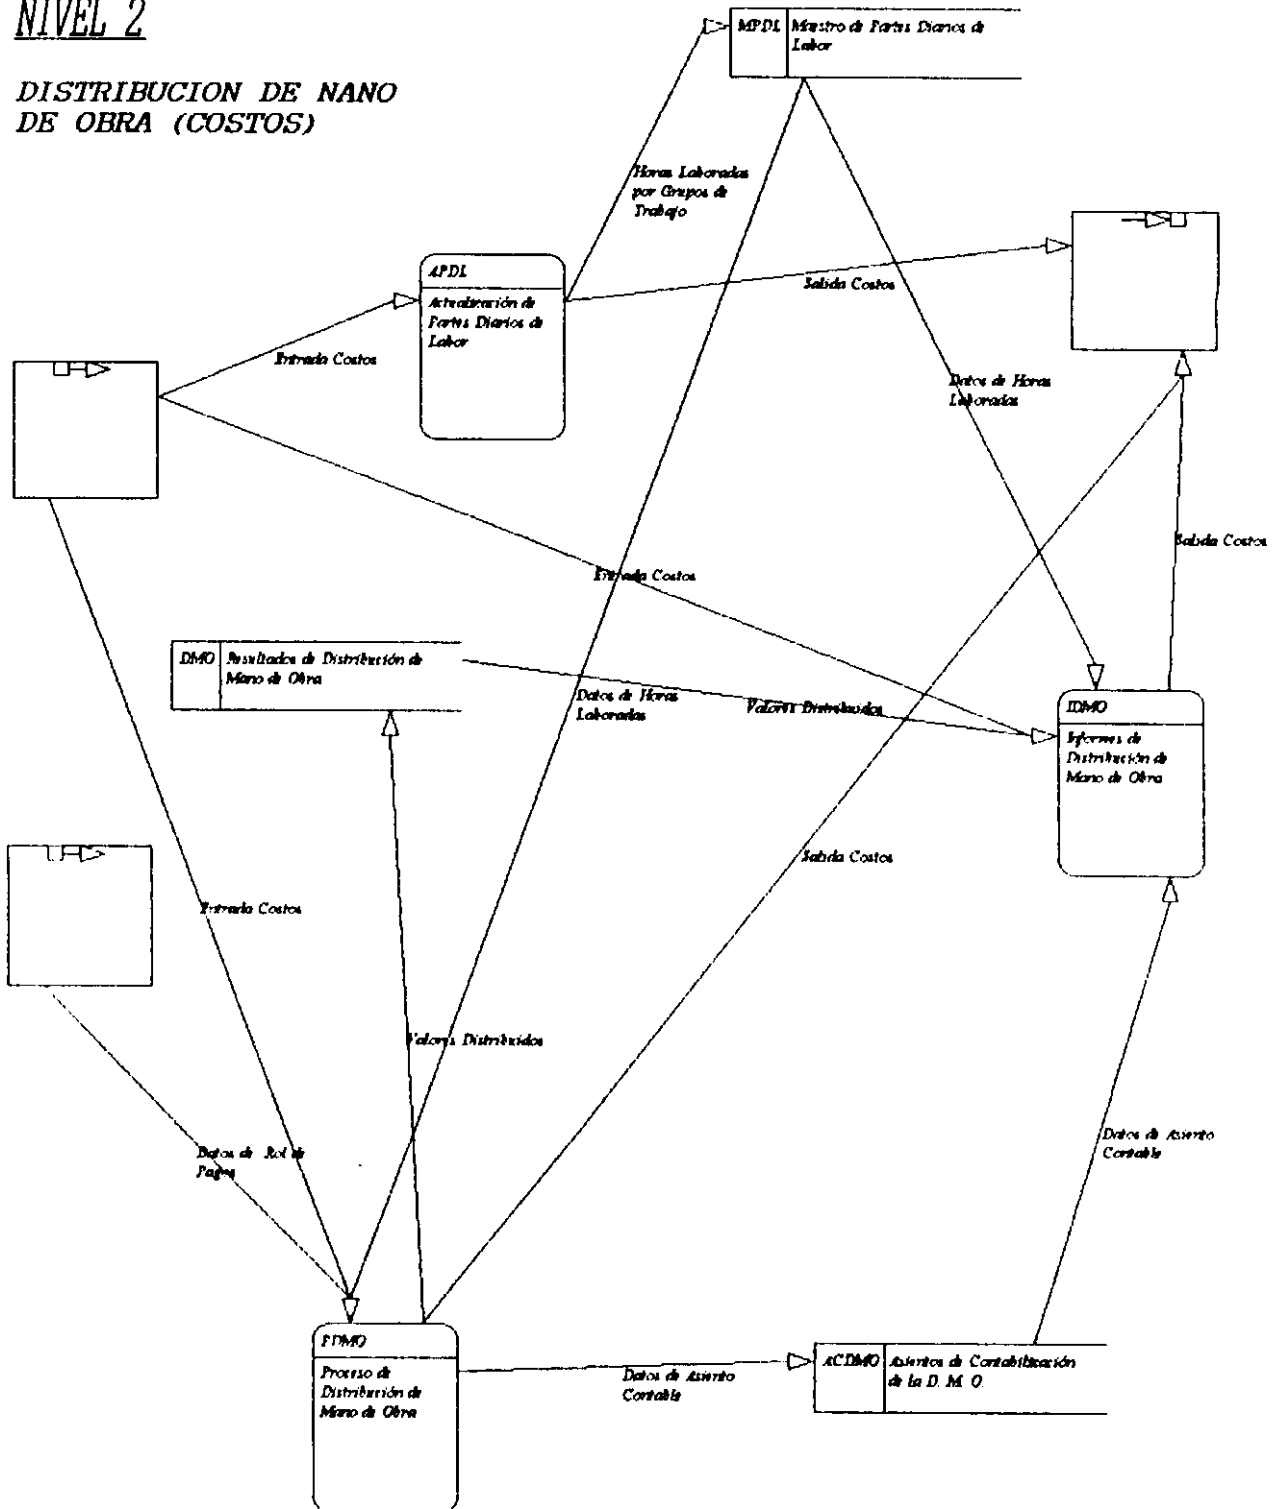 NIVEL 2
DISTRIBUCION DE NANO
DE OBRA (COSTOS)
MPDL
Maestro de Partes Diarios de
Labor
Horas Laboradas
por Grupos de
Trabajo
APDL
Actualización de
Partes Diarios de
Labor
Salida Costos
Entrada Costos
Datos de Horas
Laboradas
Salida Costos
Entrada Costos
DMO
Resultados de Distribución de
Mano de Obra
Datos de Horas
Laboradas
Valores Distribuidos
IDMO
Informes de
Distribución de
Mano de Obra
Salida Costos
Entrada Costos
Valores Distribuidos
Datos de Rol de
Pagos
Datos de Asiento
Contable
PDMO
Proceso de
Distribución de
Mano de Obra
Datos de Asiento
Contable
ACDMO
Asientos de Contabilización
de la D. M. O.